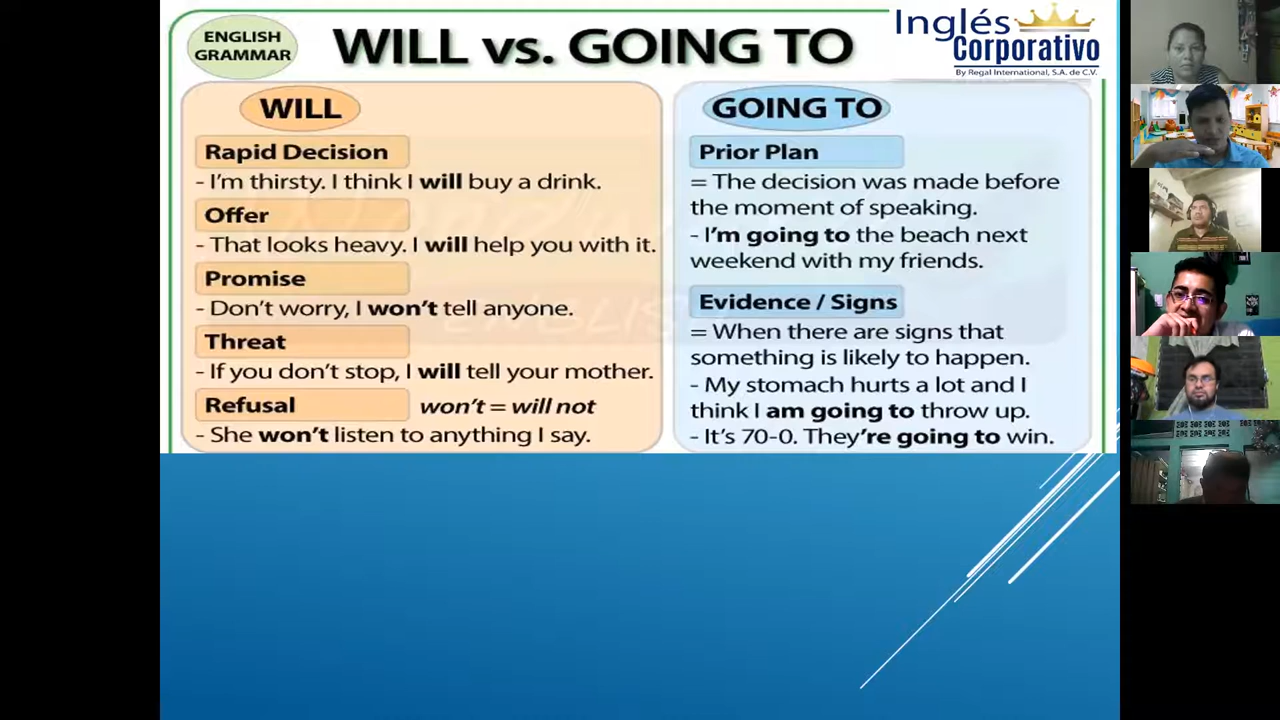 ENGLISH
GRAMMAR
WILL vs. GOING TO
Inglés
Corporativo
By Regal International, S.A. de C.V.
WILL
Rapid Decision
- I'm thirsty. I think I will buy a drink.
Offer
- That looks heavy. I will help you with it.
Promise
- Don't worry, I won't tell anyone.
Threat
- If you don't stop, I will tell your mother.
Refusal
won't = will not
- She won't listen to anything I say.
GOING TO
Prior Plan
= The decision was made before
the moment of speaking.
- I'm going to the beach next
weekend with my friends.
Evidence / Signs
= When there are signs that
something is likely to happen.
- My stomach hurts a lot and I
think I am going to throw up.
- It's 70-0. They're going to win.